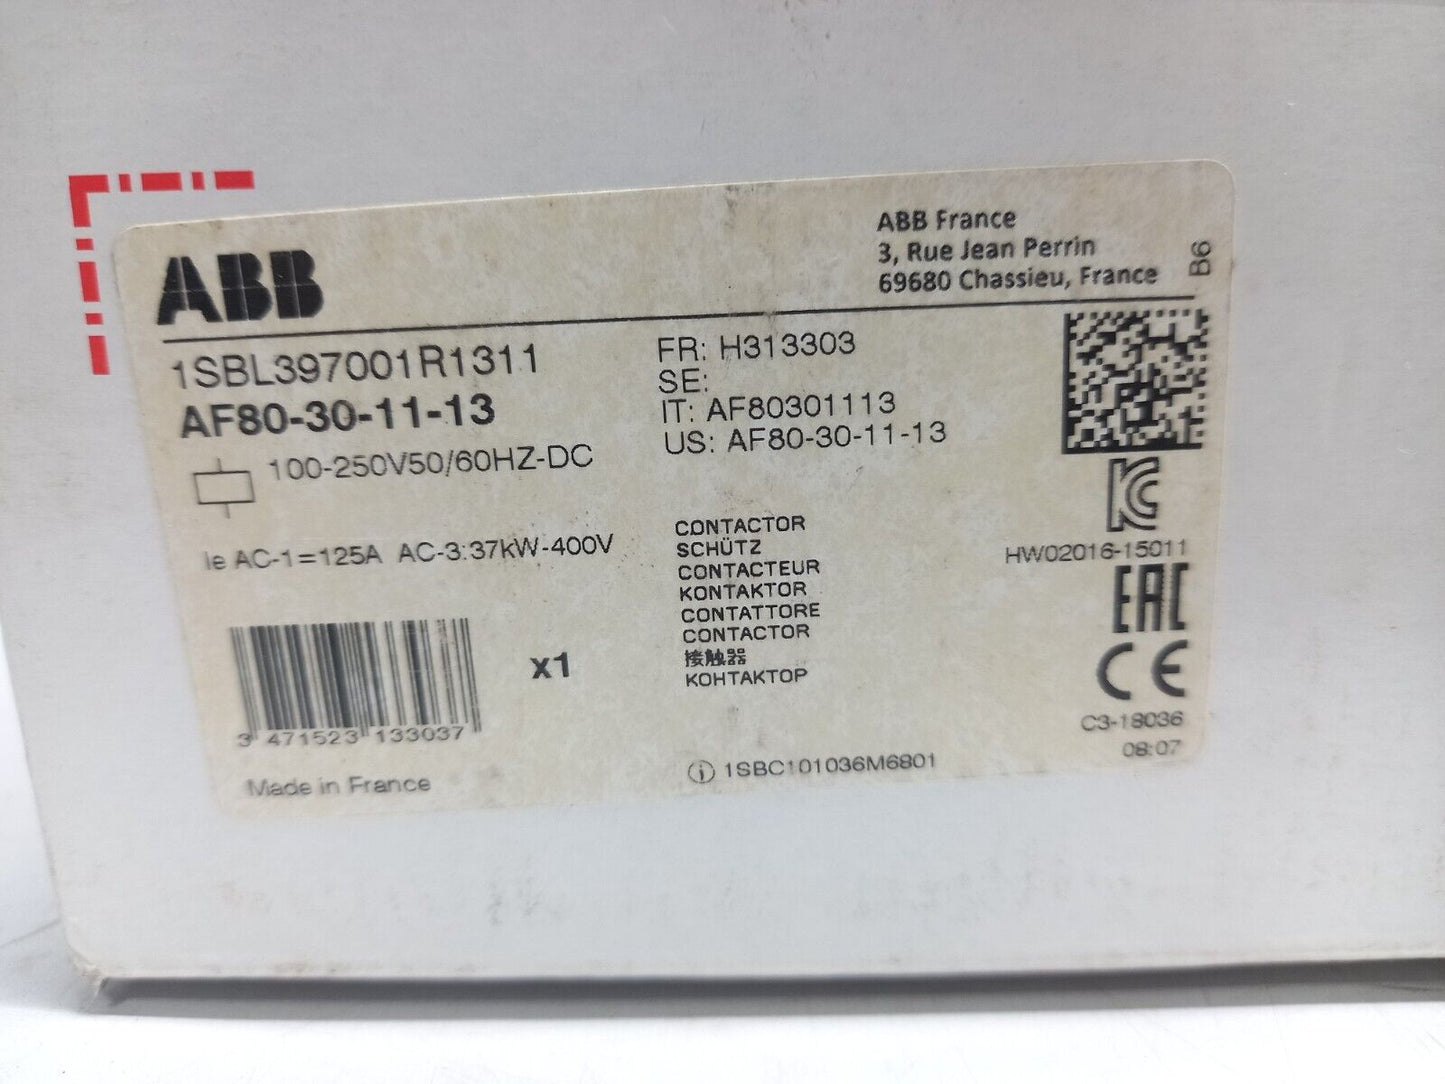 ABB
ABB France
3, Rue Jean Perrin
69680 Chassieu, France
B6
1SBL397001R1311
AF80-30-11-13
100-250V50/60HZ-DC
Ie AC-1=125A AC-3:37kW-400V
FR: H313303
SE:
IT: AF80301113
US: AF80-30-11-13
CONTACTOR
SCHÜTZ
CONTACTEUR
KONTAKTOR
CONTATTORE
CONTACTOR
接触器
КОНТАКТОР
HW02016-15011
EAC
CE
C3-18036
08:07
x1
3 471523 133037
Made in France
1SBC101036M6801